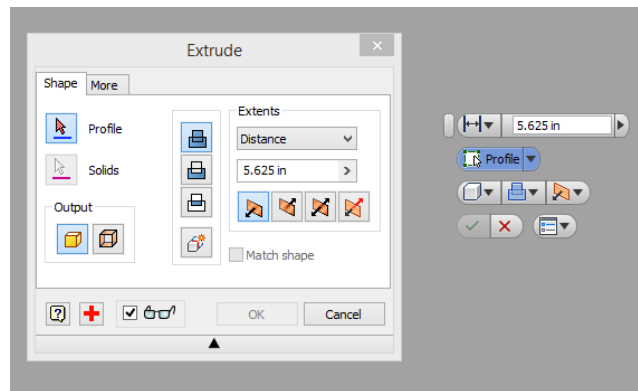 Extrude
Shape More
Extents
Profile
Distance
Solids
5.625 in
Output
Match shape
OK Cancel
5.625 in
Profile